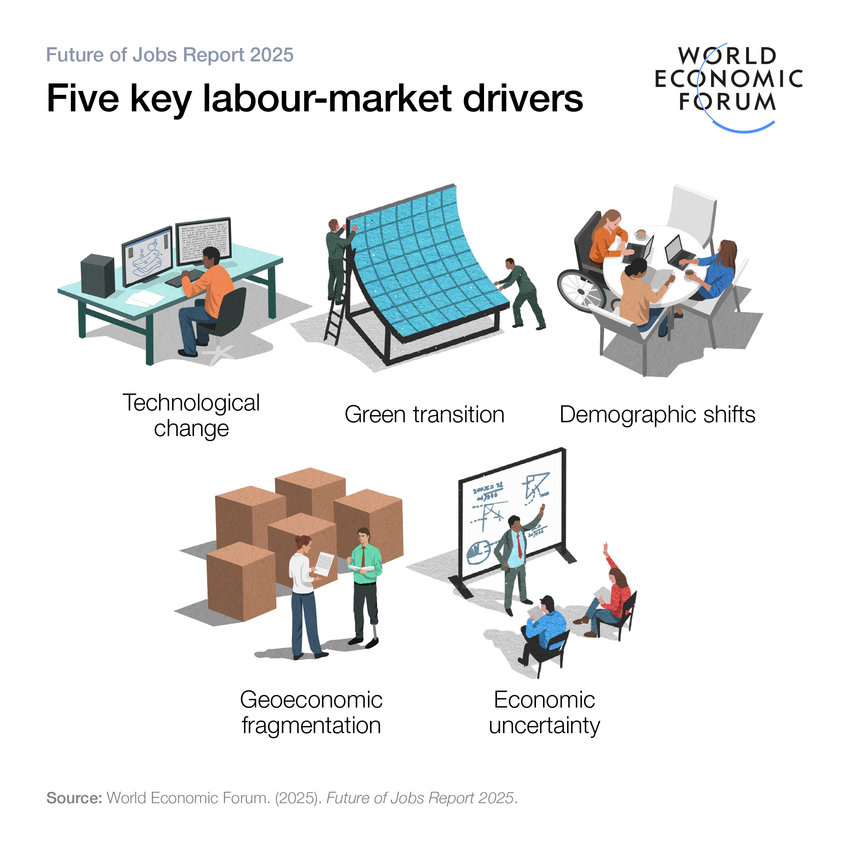 Future of Jobs Report 2025
Five key labour-market drivers
WORLD
ECONOMIC
FORUM
Technological
change
Green transition
Demographic shifts
Geoeconomic
fragmentation
Economic
uncertainty
Source: World Economic Forum. (2025). Future of Jobs Report 2025.